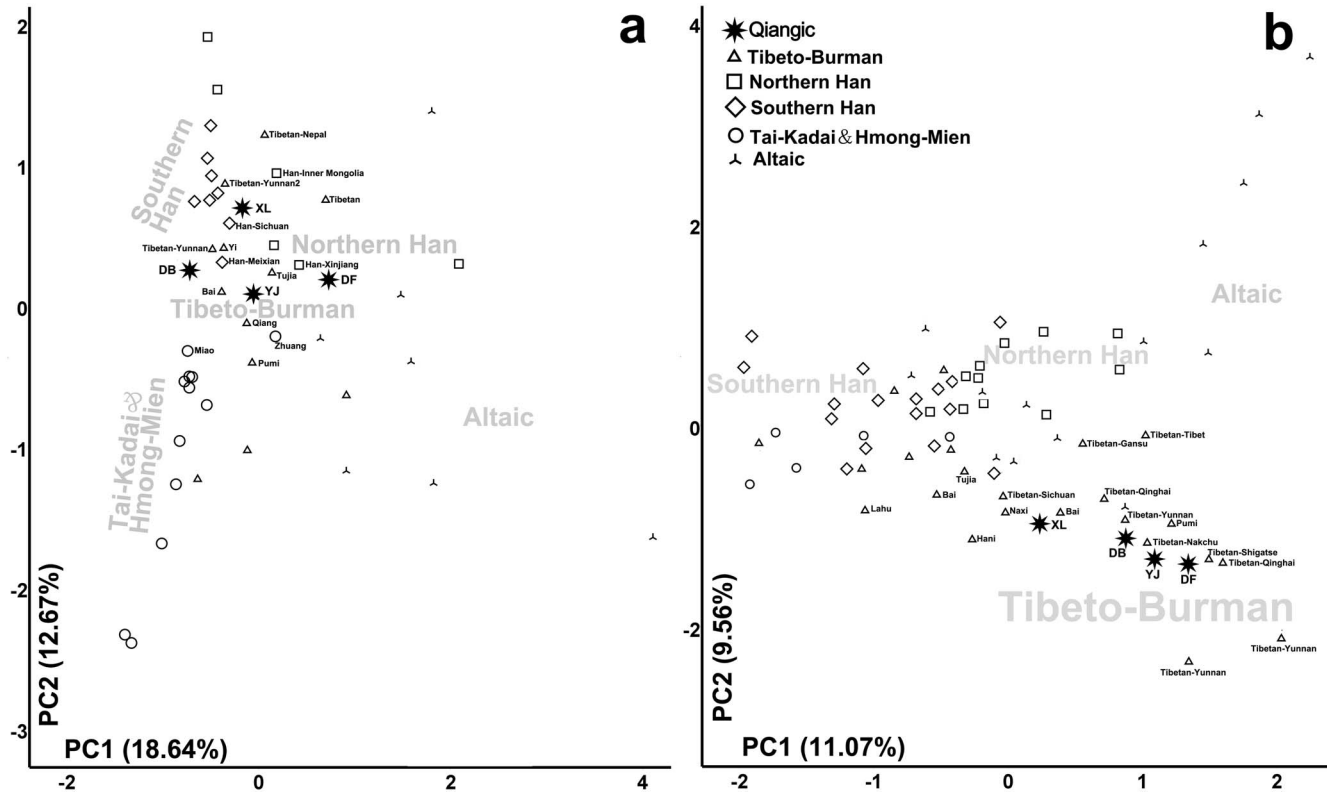 a
2
1
0
-1
-2
-3
-2
0
2
4
PC2 (12.67%)
PC1 (18.64%)
Southern
Han
Northern Han
Tibeto-Burman
Altaic
Tai-Kadai&
Hmong-Mien
Tibetan-Nepal
Han-Inner Mongolia
Tibetan-Yunnan2
Tibetan
XL
Han-Sichuan
Tibetan-Yunnan
Yi
Han-Meixian
Han-Xinjiang
DB
Tujia
DF
Bai
YJ
Qiang
Zhuang
Miao
Pumi
b
Qiangic
Tibeto-Burman
Northern Han
Southern Han
Tai-Kadai&Hmong-Mien
Altaic
4
2
0
-2
-2
-1
0
1
2
PC2 (9.56%)
PC1 (11.07%)
Altaic
Northern Han
Southern Han
Tibeto-Burman
Tibetan-Gansu
Tibetan-Tibet
Tujia
Bai
Tibetan-Sichuan
Tibetan-Qinghai
Lahu
Naxi
Bai
Tibetan-Yunnan
XL
Pumi
Hani
DB
Tibetan-Nakchu
Tibetan-Shigatse
YJ
DF
Tibetan-Qinghai
Tibetan-Yunnan
Tibetan-Yunnan